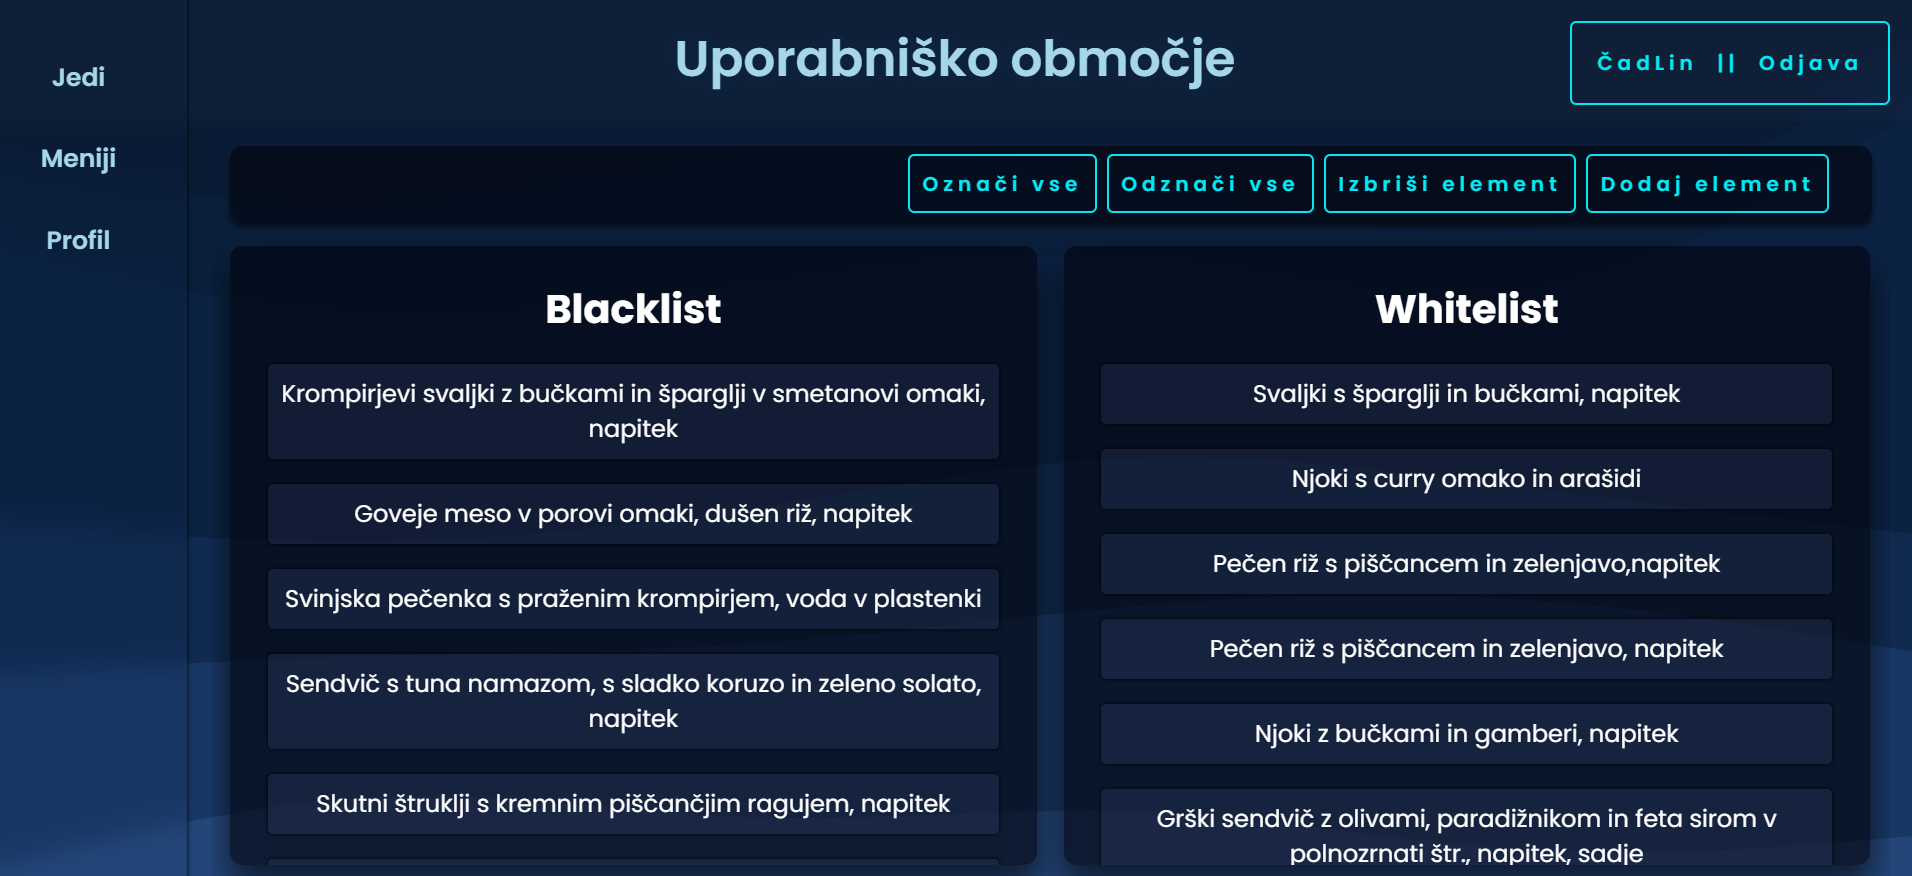 Jedi
Meniji
Profil
Uporabniško območje
ČadLin || Odjava
Označi vse
Odznači vse
Izbriši element
Dodaj element
Blacklist
Krompirjevi svaljki z bučkami in šparglji v smetanovi omaki,
napitek
Goveje meso v porovi omaki, dušen riž, napitek
Svinjska pečenka s praženim krompirjem, voda v plastenki
Sendvič s tuna namazom, s sladko koruzo in zeleno solato,
napitek
Skutni štruklji s kremnim piščančjim ragujem, napitek
Whitelist
Svaljki s šparglji in bučkami, napitek
Njoki s curry omako in arašidi
Pečen riž s piščancem in zelenjavo,napitek
Pečen riž s piščancem in zelenjavo, napitek
Njoki z bučkami in gamberi, napitek
Grški sendvič z olivami, paradižnikom in feta sirom v
polnozrnati štr., napitek, sadje